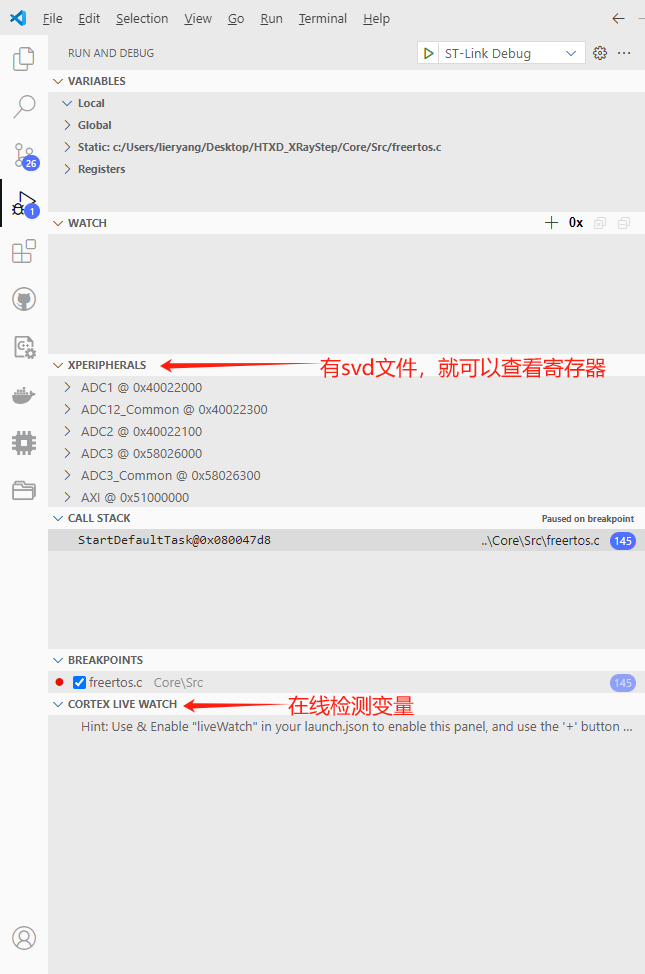 File Edit Selection View Go Run Terminal Help
RUN AND DEBUG ST-Link Debug
VARIABLES
Local
Global
Static: c:/Users/lieryang/Desktop/HTXD_XRayStep/Core/Src/freertos.c
Registers
26
1
WATCH 0x
XPERIPHERALS 有svd文件，就可以查看寄存器
ADC1 @ 0x40022000
ADC12_Common @ 0x40022300
ADC2 @ 0x40022100
ADC3 @ 0x58026000
ADC3_Common @ 0x58026300
AXI @ 0x51000000
CALL STACK Paused on breakpoint
StartDefaultTask@0x080047d8 ..\Core\Src\freertos.c 145
BREAKPOINTS
freertos.c Core\Src 145
CORTEX LIVE WATCH 在线检测变量
Hint: Use & Enable "liveWatch" in your launch.json to enable this panel, and use the '+' button ...